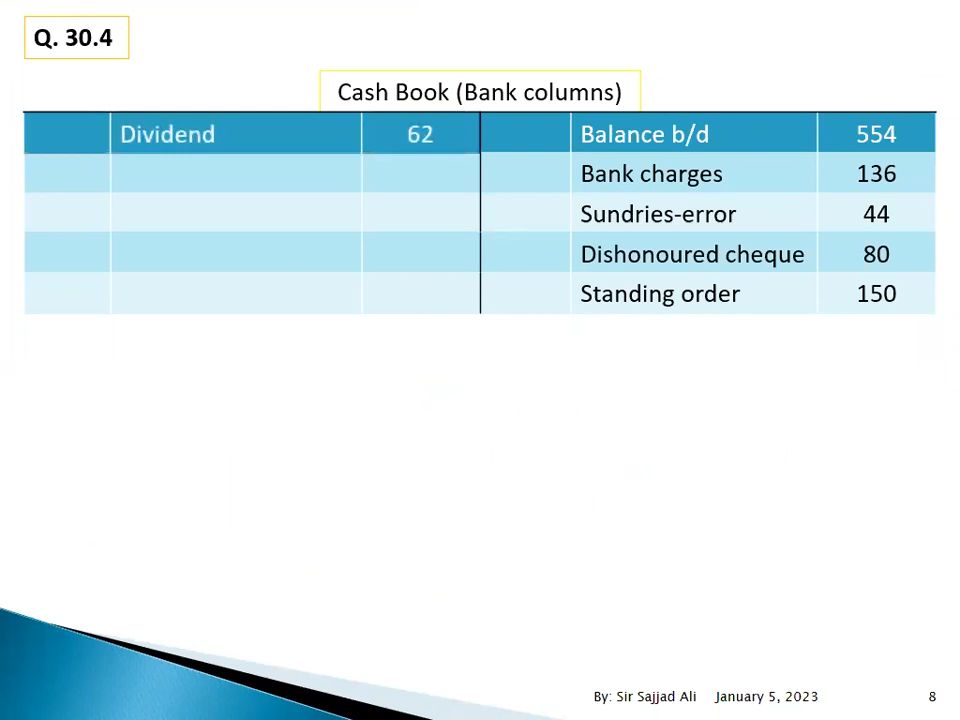 Q. 30.4
Cash Book (Bank columns)
Dividend 62 Balance b/d 554
Bank charges 136
Sundries-error 44
Dishonoured cheque 80
Standing order 150
By: Sir Sajjad Ali January 5, 2023 8